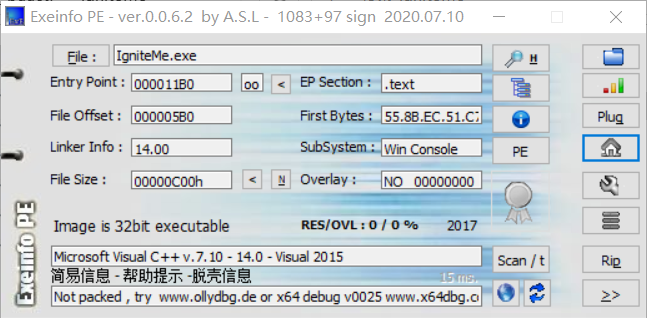 Exeinfo PE - ver.0.0.6.2 by A.S.L - 1083+97 sign 2020.07.10
File : IgniteMe.exe H
Entry Point : 000011B0 oo < EP Section : .text
File Offset : 000005B0 First Bytes : 55.8B.EC.51.C7 Plug
Linker Info : 14.00 SubSystem : Win Console PE
File Size : 00000C00h < N Overlay : NO 00000000
Image is 32bit executable RES/OVL : 0 / 0 % 2017
Exeinfo PE
Microsoft Visual C++ v.7.10 - 14.0 - Visual 2015 Scan / t Rip
简易信息 - 帮助提示 -脱壳信息 15 ms.
Not packed , try www.ollydbg.de or x64 debug v0025 www.x64dbg.c >>